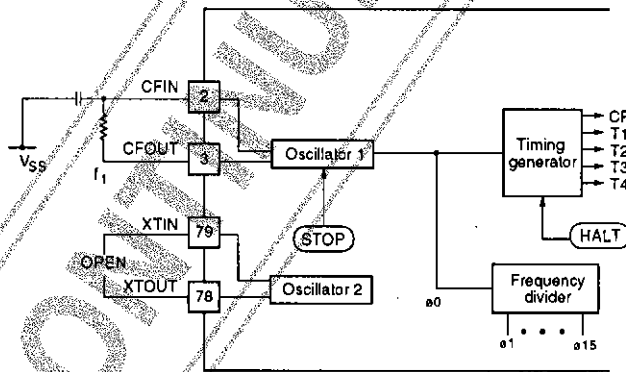 CFIN
2
CFOUT
3
VSS
f1
Oscillator 1
STOP
XTIN
79
OPEN
XTOUT
78
Oscillator 2
Timing
generator
CP
T1
T2
T3
T4
HALT
ø0
Frequency
divider
ø1 • • • ø15